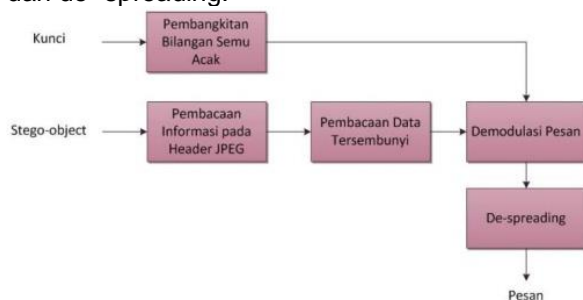 dan de-spreading.
Kunci
Pembangkitan
Bilangan Semu
Acak
Stego-object
Pembacaan
Informasi pada
Header JPEG
Pembacaan Data
Tersembunyi
Demodulasi Pesan
De-spreading
Pesan